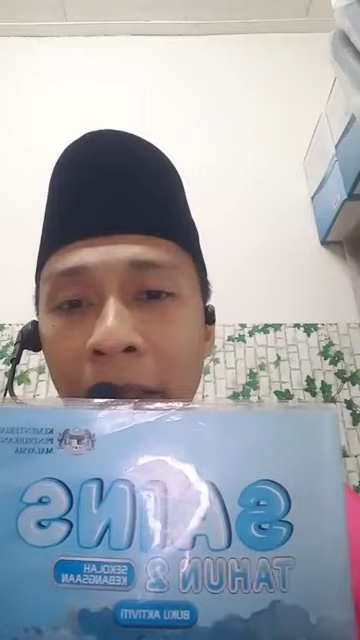 KEMENTERIAN
PENDIDIKAN
MALAYSIA
SAINS
TAHUN 2
SEKOLAH
KEBANGSAAN
BUKU AKTIVITI